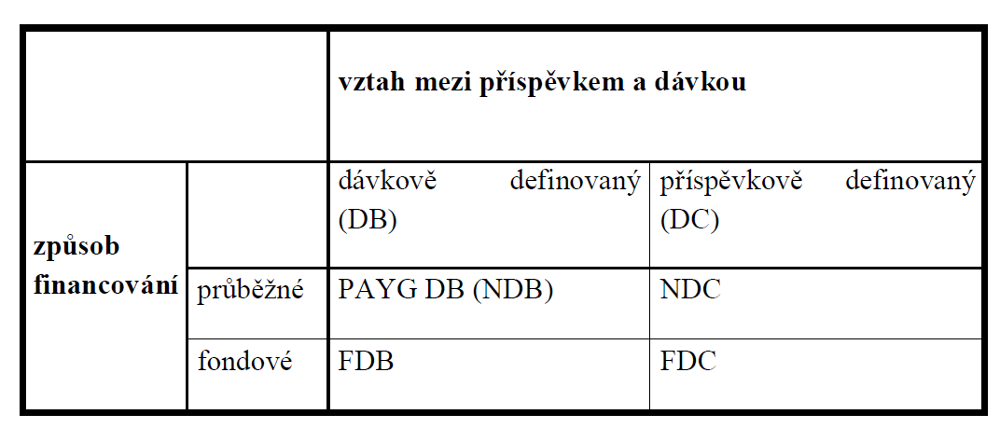 vztah mezi příspěvkem a dávkou
dávkově definovaný příspěvkově definovaný
(DB) (DC)
způsob
financování
průběžné PAYG DB (NDB) NDC
fondové FDB FDC